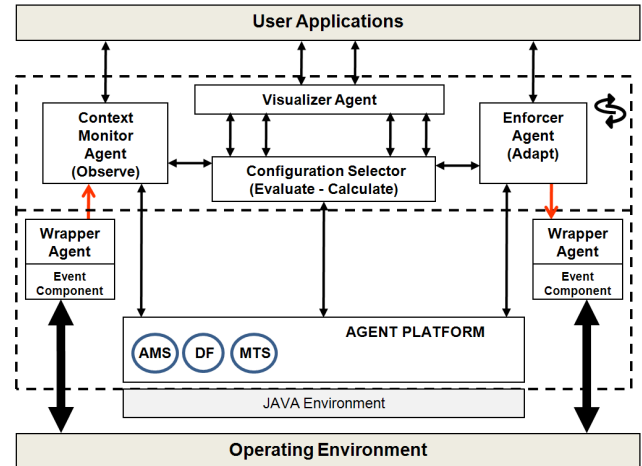 User Applications
Visualizer Agent
Context
Monitor
Agent
(Observe)
Enforcer
Agent
(Adapt)
Configuration Selector
(Evaluate - Calculate)
Wrapper
Agent
Event
Component
Wrapper
Agent
Event
Component
AGENT PLATFORM
AMS
DF
MTS
JAVA Environment
Operating Environment